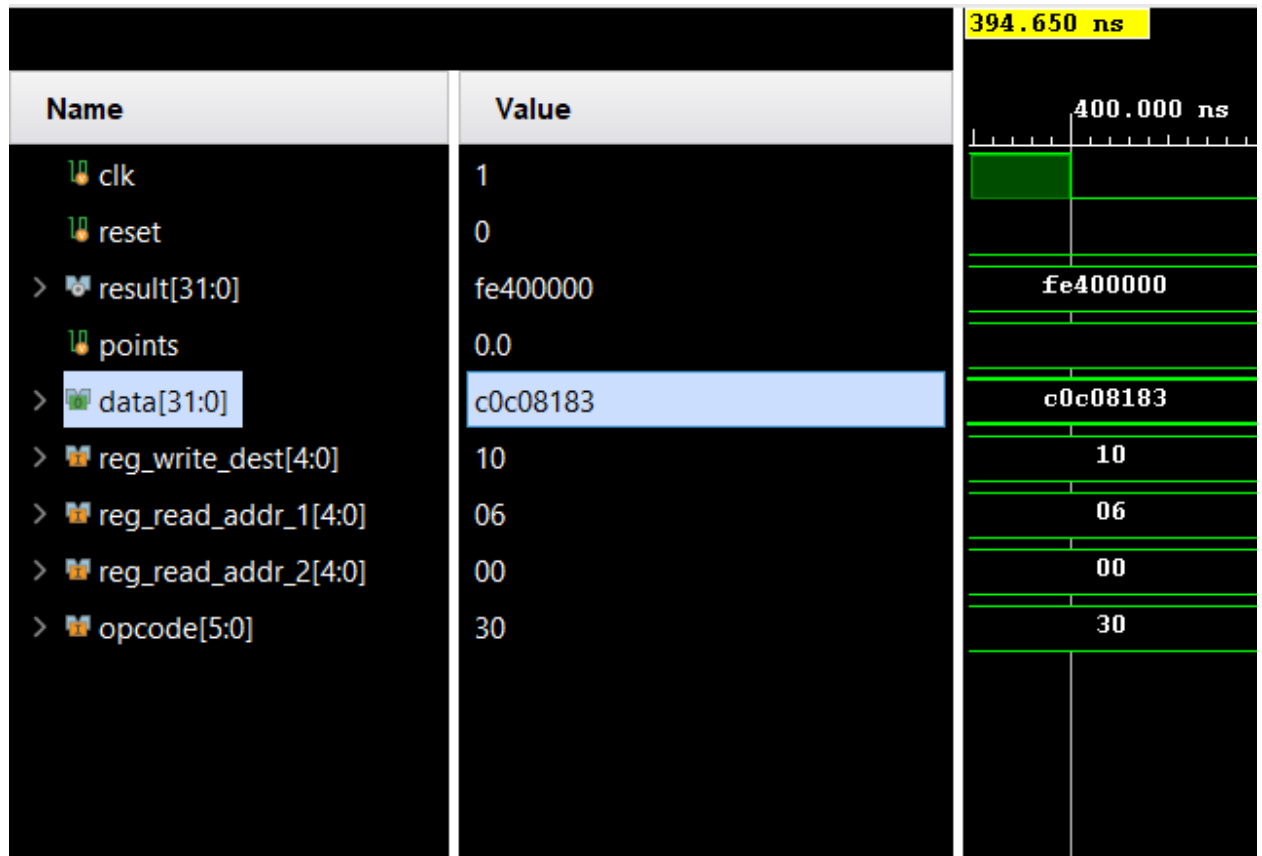 394.650 ns
Name Value 400.000 ns
clk 1
reset 0
result[31:0] fe400000 fe400000
points 0.0
data[31:0] c0c08183 c0c08183
reg_write_dest[4:0] 10 10
reg_read_addr_1[4:0] 06 06
reg_read_addr_2[4:0] 00 00
opcode[5:0] 30 30